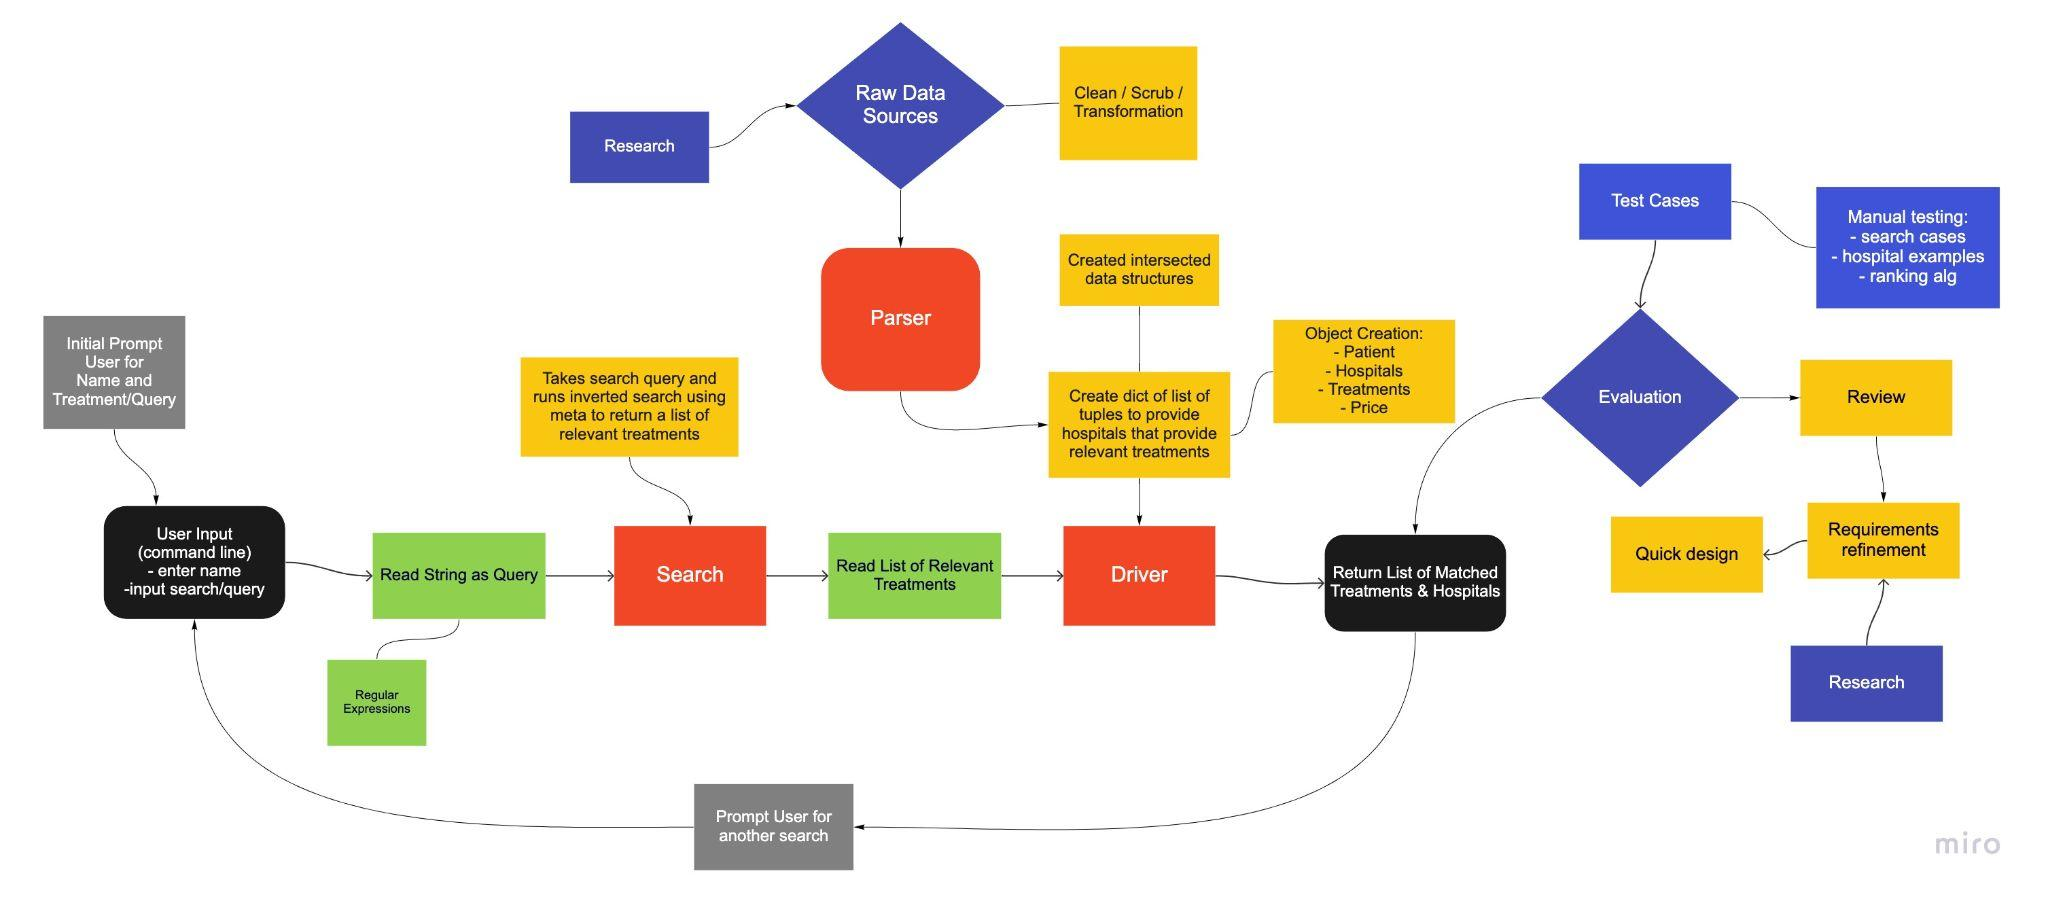 Raw Data
Sources
Clean / Scrub /
Transformation
Research
Parser
Created intersected
data structures
Object Creation:
- Patient
- Hospitals
- Treatments
- Price
Create dict of list of
tuples to provide
hospitals that provide
relevant treatments
Test Cases
Manual testing:
- search cases
- hospital examples
- ranking alg
Evaluation
Review
Requirements
refinement
Quick design
Research
Initial Prompt
User for
Name and
Treatment/Query
Takes search query and
runs inverted search using
meta to return a list of
relevant treatments
User Input
(command line)
- enter name
-input search/query
Read String as Query
Search
Read List of Relevant
Treatments
Driver
Return List of Matched
Treatments & Hospitals
Regular
Expressions
Prompt User for
another search
miro